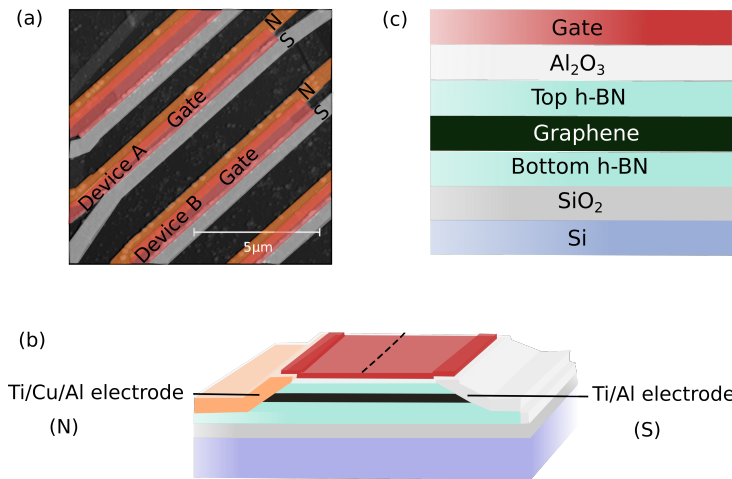 (a)
N
S
Gate
Device A
N
S
Gate
Device B
5μm
(c)
Gate
Al₂O₃
Top h-BN
Graphene
Bottom h-BN
SiO₂
Si
(b)
Ti/Cu/Al electrode
(N)
Ti/Al electrode
(S)